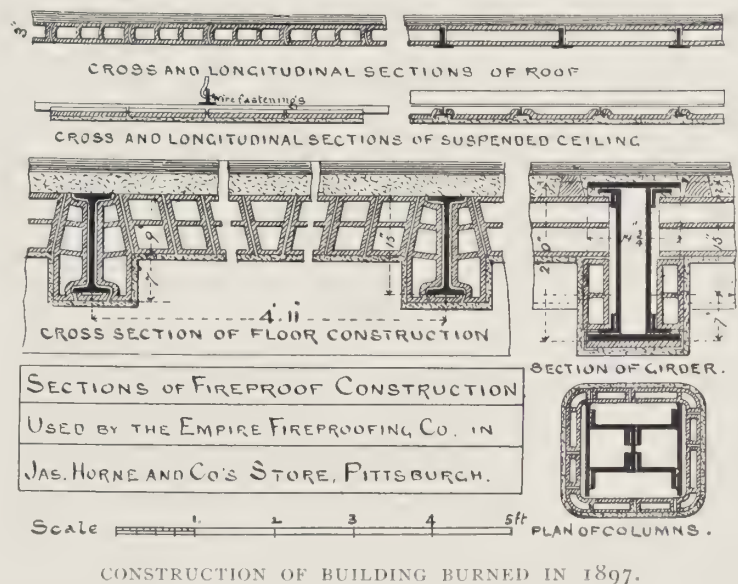 3"
CROSS AND LONGITUDINAL SECTIONS OF ROOF
Wire fastenings
CROSS AND LONGITUDINAL SECTIONS OF SUSPENDED CEILING
15"
15"
7"
4'.11"
CROSS SECTION OF FLOOR CONSTRUCTION
SECTION OF GIRDER.
SECTIONS OF FIREPROOF CONSTRUCTION
USED BY THE EMPIRE FIREPROOFING CO. IN
JAS. HORNE AND CO'S STORE, PITTSBURGH.
PLAN OF COLUMNS.
Scale 1. 2 3 4 5ft
CONSTRUCTION OF BUILDING BURNED IN 1897.